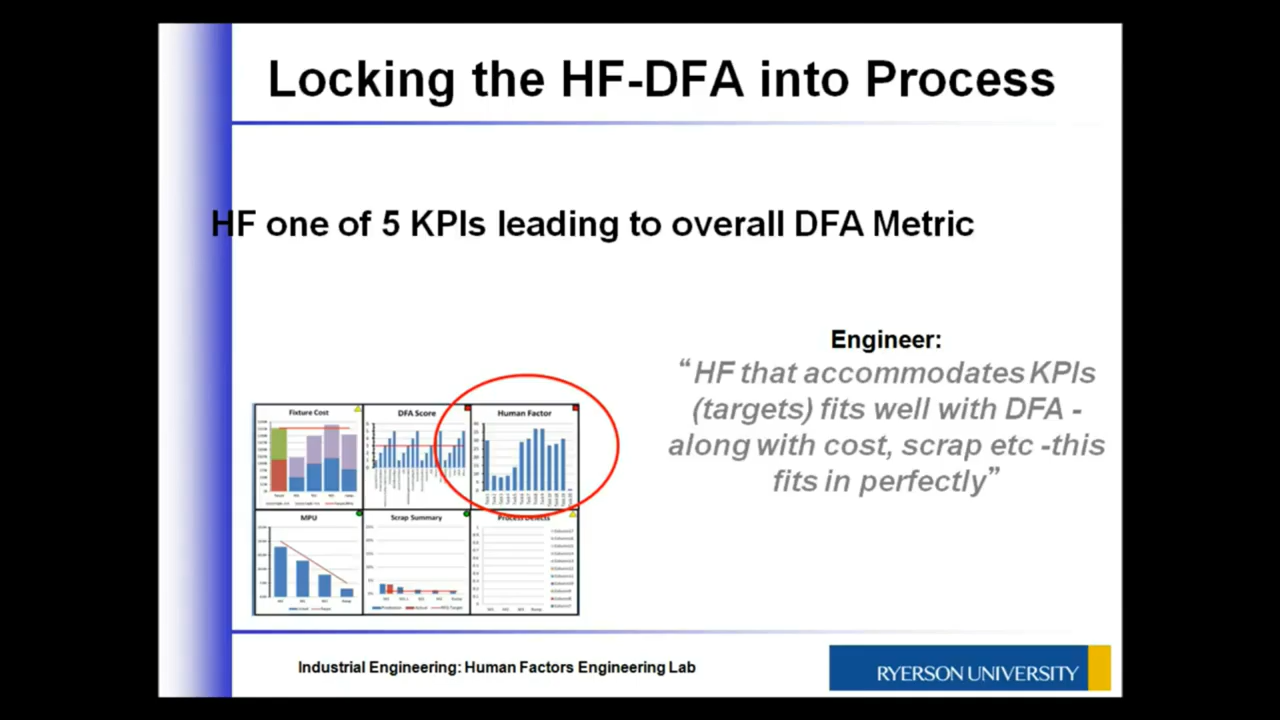 Locking the HF-DFA into Process
HF one of 5 KPIs leading to overall DFA Metric
Engineer:
“HF that accommodates KPIs
(targets) fits well with DFA -
along with cost, scrap etc -this
fits in perfectly”
Fixture Cost
DFA Score
Human Factor
MPU
Scrap Summary
Process Defects
Industrial Engineering: Human Factors Engineering Lab
RYERSON UNIVERSITY